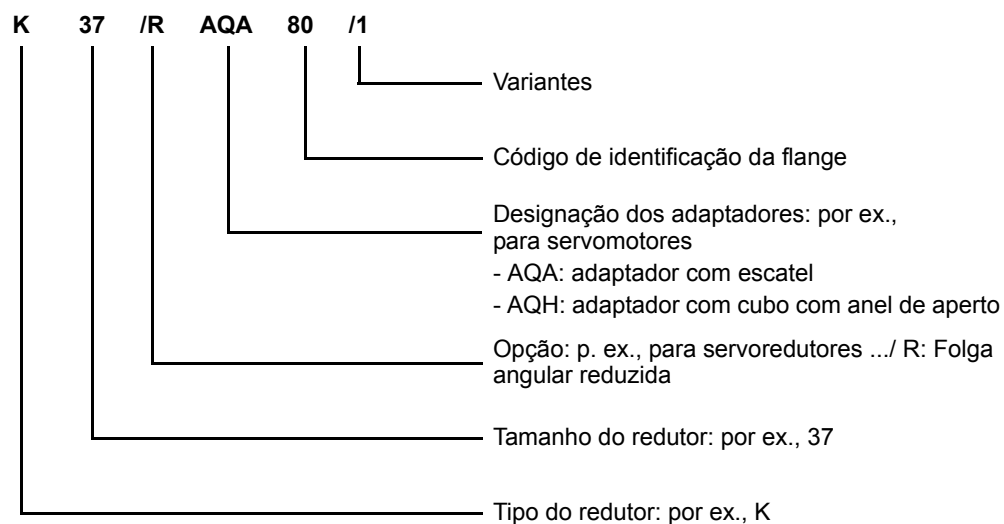 K 37 /R AQA 80 /1
Variantes
Código de identificação da flange
Designação dos adaptadores: por ex.,
para servomotores
- AQA: adaptador com escatel
- AQH: adaptador com cubo com anel de aperto
Opção: p. ex., para servoredutores .../ R: Folga
angular reduzida
Tamanho do redutor: por ex., 37
Tipo do redutor: por ex., K